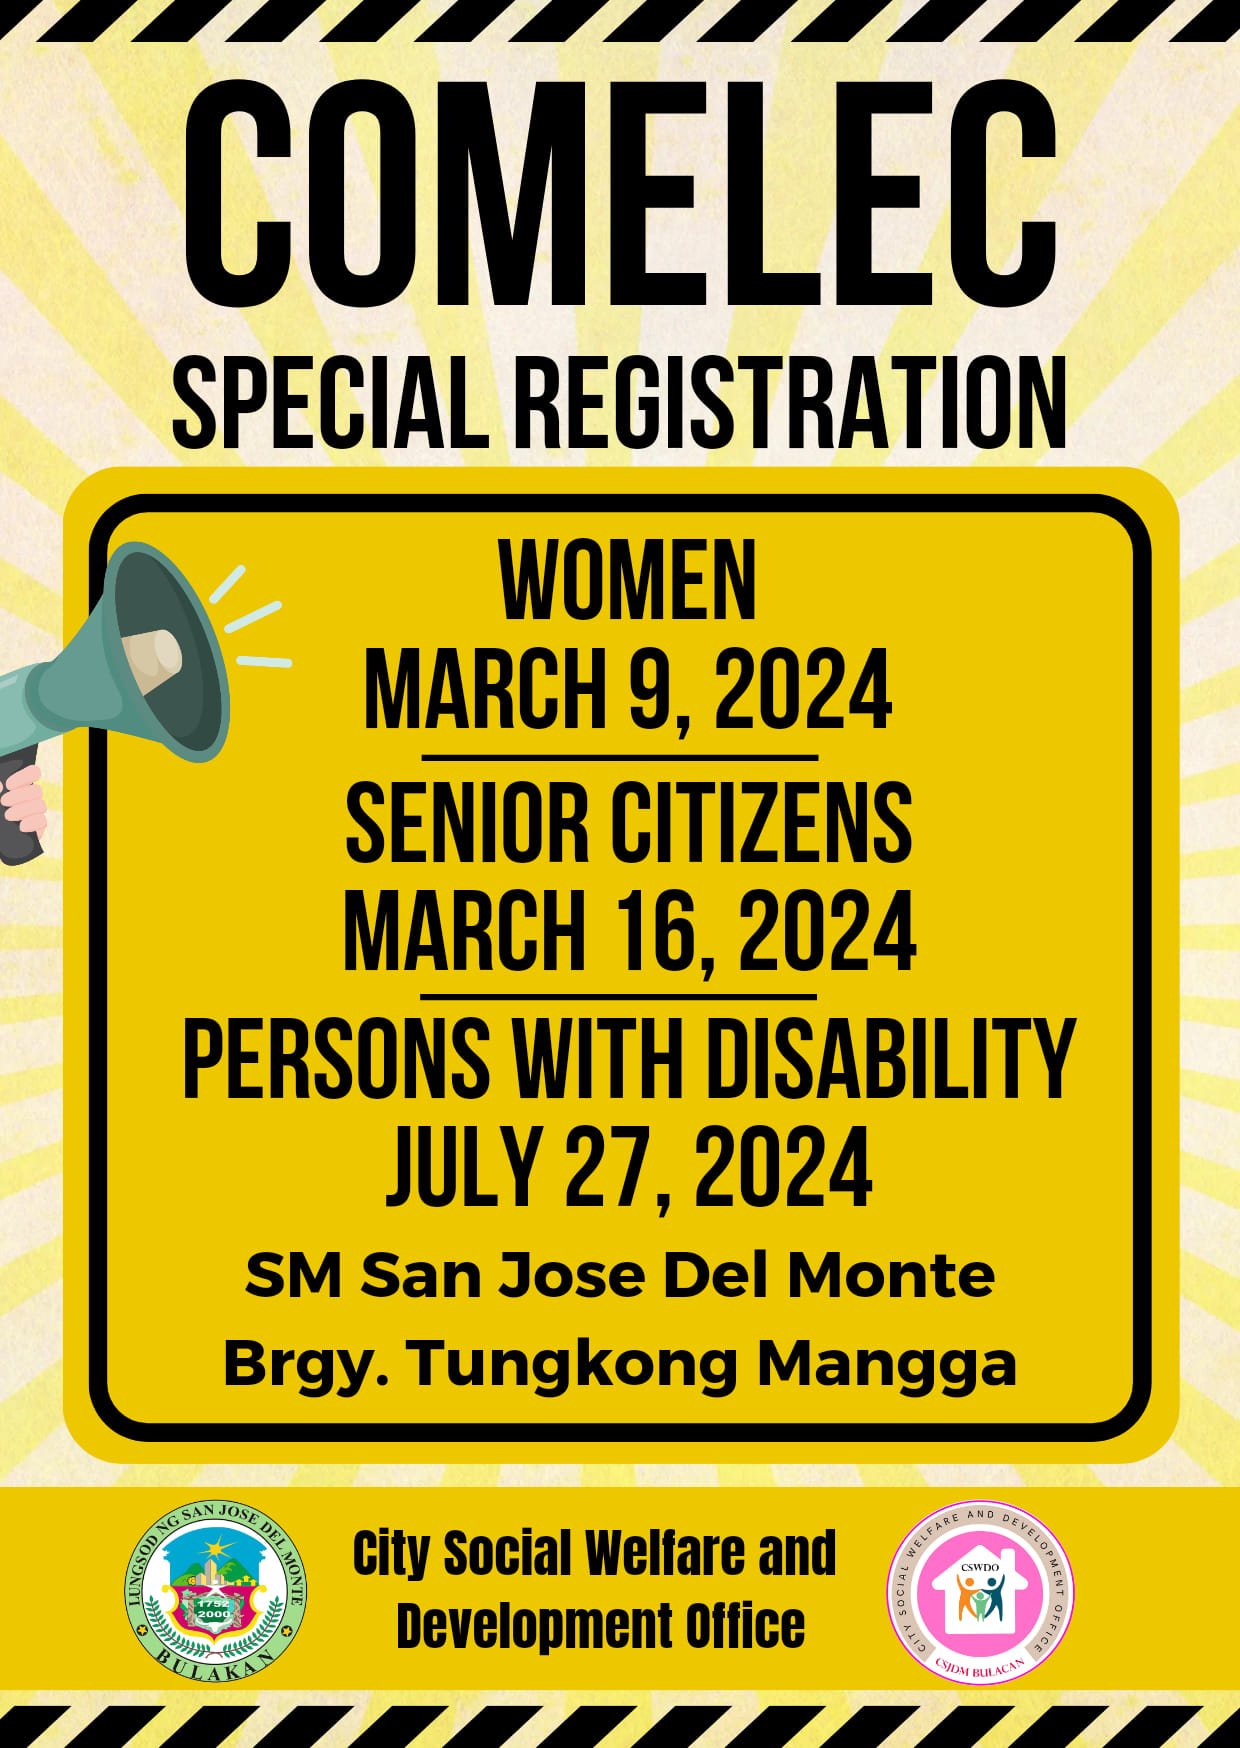 COMELEC
SPECIAL REGISTRATION
WOMEN
MARCH 9, 2024
SENIOR CITIZENS
MARCH 16, 2024
PERSONS WITH DISABILITY
JULY 27, 2024
SM San Jose Del Monte
Brgy. Tungkong Mangga
LUNGSOD NG SAN JOSE DEL MONTE
1752
2000
BULAKAN
City Social Welfare and
Development Office
CITY SOCIAL WELFARE AND DEVELOPMENT OFFICE
CSWDO
CSJDM BULACAN